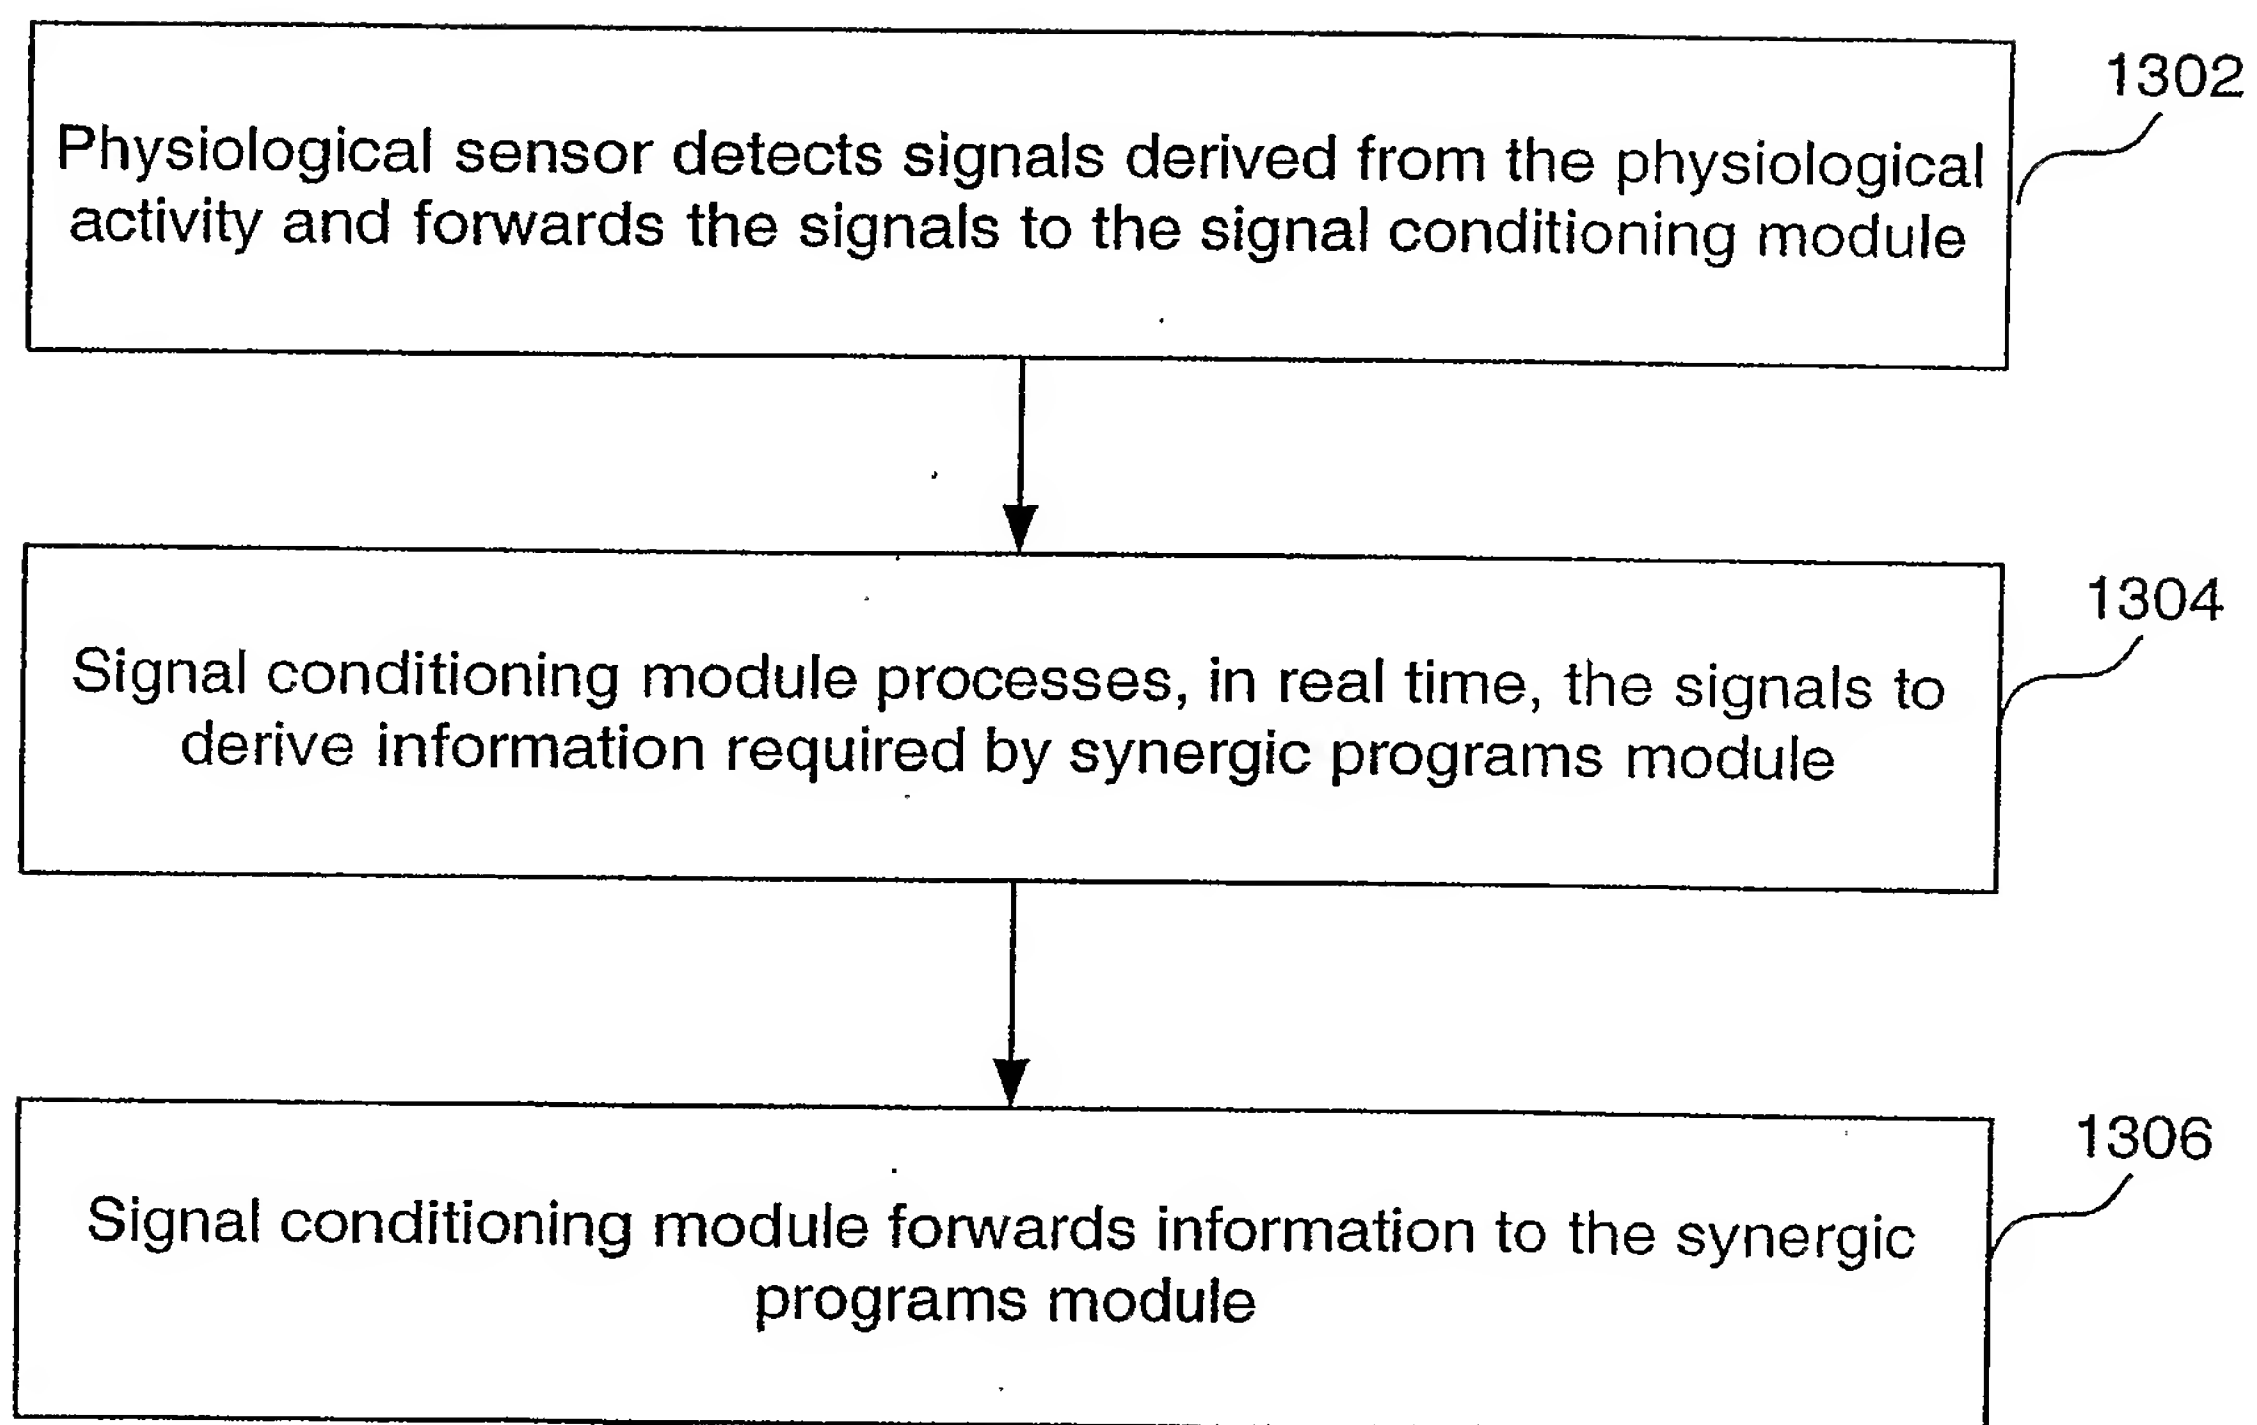 1302
Physiological sensor detects signals derived from the physiological
activity and forwards the signals to the signal conditioning module
1304
Signal conditioning module processes, in real time, the signals to
derive information required by synergic programs module
1306
Signal conditioning module forwards information to the synergic
programs module